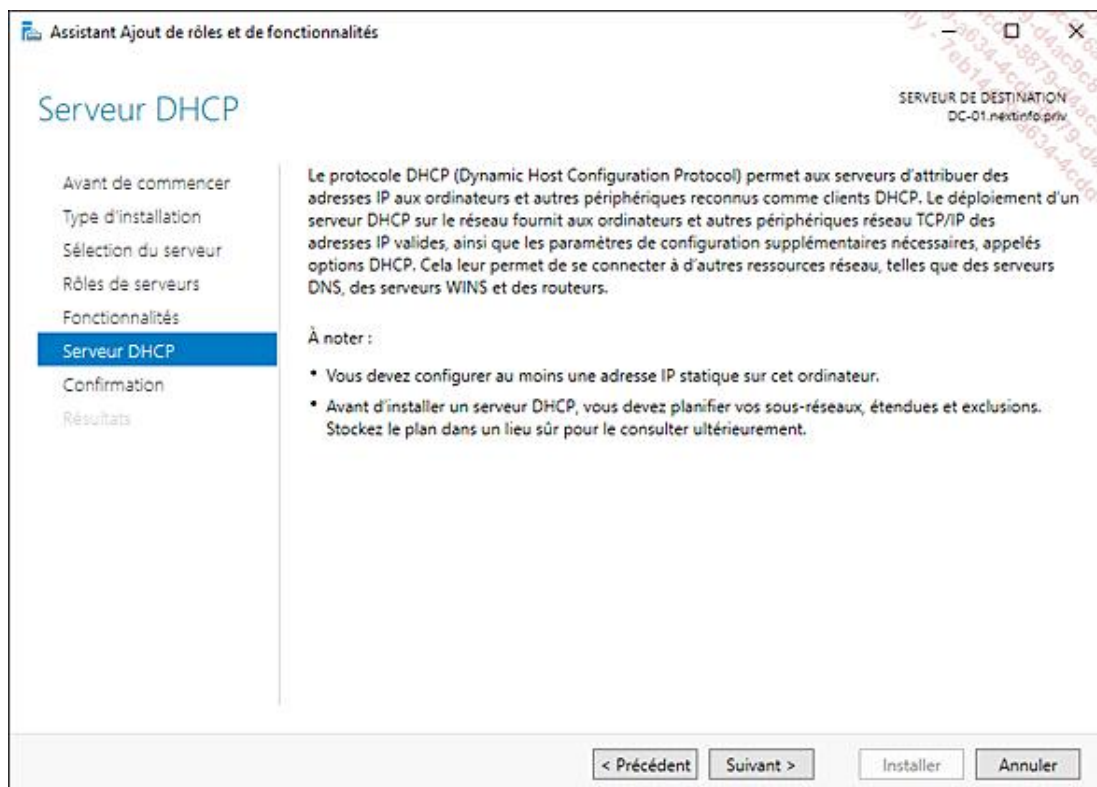 Assistant Ajout de rôles et de fonctionnalités
Serveur DHCP
SERVEUR DE DESTINATION
DC-01.nextinfo.priv
Avant de commencer
Type d'installation
Sélection du serveur
Rôles de serveurs
Fonctionnalités
Serveur DHCP
Confirmation
Résultats
Le protocole DHCP (Dynamic Host Configuration Protocol) permet aux serveurs d'attribuer des
adresses IP aux ordinateurs et autres périphériques reconnus comme clients DHCP. Le déploiement d'un
serveur DHCP sur le réseau fournit aux ordinateurs et autres périphériques réseau TCP/IP des
adresses IP valides, ainsi que les paramètres de configuration supplémentaires nécessaires, appelés
options DHCP. Cela leur permet de se connecter à d'autres ressources réseau, telles que des serveurs
DNS, des serveurs WINS et des routeurs.
À noter :
• Vous devez configurer au moins une adresse IP statique sur cet ordinateur.
• Avant d'installer un serveur DHCP, vous devez planifier vos sous-réseaux, étendues et exclusions.
Stockez le plan dans un lieu sûr pour le consulter ultérieurement.
< Précédent
Suivant >
Installer
Annuler